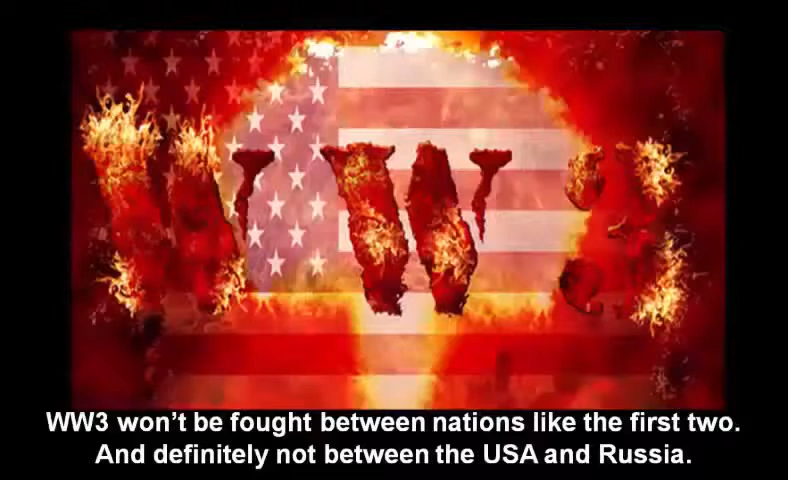 WW3
WW3 won't be fought between nations like the first two.
And definitely not between the USA and Russia.